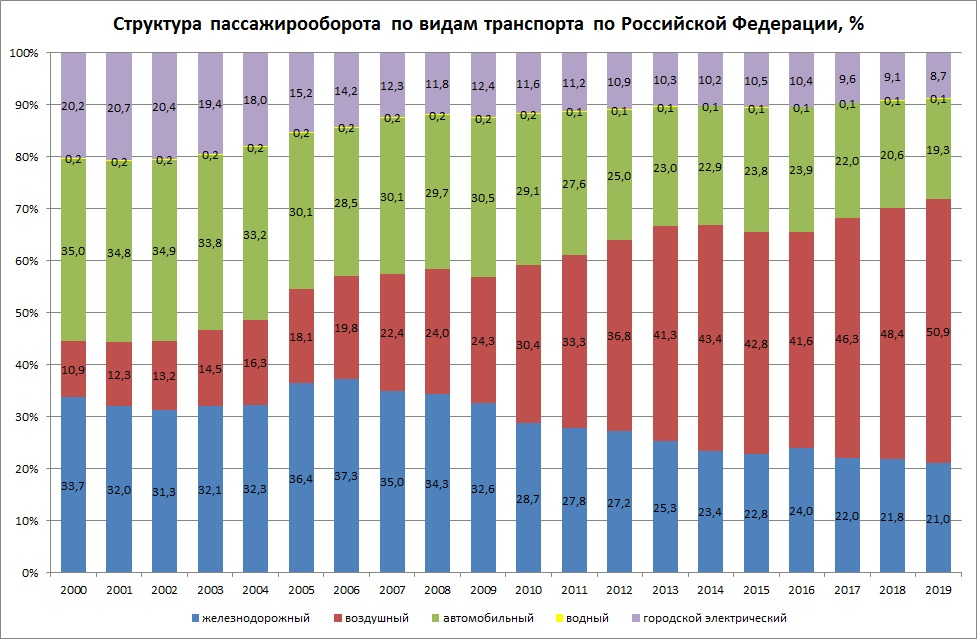 Структура пассажирооборота по видам транспорта по Российской Федерации, %
100%
90%
80%
70%
60%
50%
40%
30%
20%
10%
0%
20,2 20,7 20,4 19,4 18,0 15,2 14,2 12,3 11,8 12,4 11,6 11,2 10,9 10,3 10,2 10,5 10,4 9,6 9,1 8,7
0,2 0,2 0,2 0,2 0,2 0,2 0,2 0,2 0,2 0,2 0,2 0,1 0,1 0,1 0,1 0,1 0,1 0,1 0,1 0,1
35,0 34,8 34,9 33,8 33,2 30,1 28,5 30,1 29,7 30,5 29,1 27,6 25,0 23,0 22,9 23,8 23,9 22,0 20,6 19,3
10,9 12,3 13,2 14,5 16,3 18,1 19,8 22,4 24,0 24,3 30,4 33,3 36,8 41,3 43,4 42,8 41,6 46,3 48,4 50,9
33,7 32,0 31,3 32,1 32,3 36,4 37,3 35,0 34,3 32,6 28,7 27,8 27,2 25,3 23,4 22,8 24,0 22,0 21,8 21,0
2000 2001 2002 2003 2004 2005 2006 2007 2008 2009 2010 2011 2012 2013 2014 2015 2016 2017 2018 2019
железнодорожный воздушный автомобильный водный городской электрический